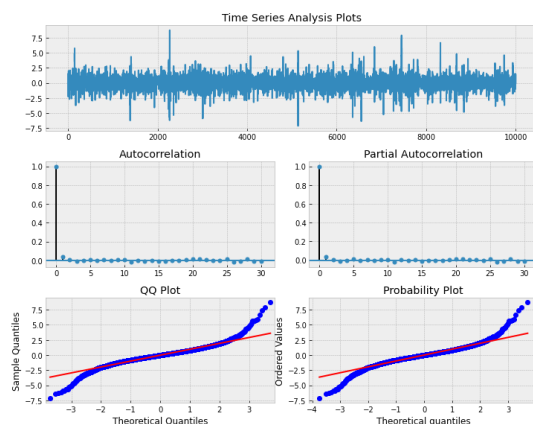 Time Series Analysis Plots
7.5
5.0
2.5
0.0
−2.5
−5.0
−7.5
0 2000 4000 6000 8000 10000
Autocorrelation Partial Autocorrelation
1.0 1.0
0.8 0.8
0.6 0.6
0.4 0.4
0.2 0.2
0.0 0.0
0 5 10 15 20 25 30 0 5 10 15 20 25 30
QQ Plot Probability Plot
Sample Quantiles Ordered Values
7.5 7.5
5.0 5.0
2.5 2.5
0.0 0.0
−2.5 −2.5
−5.0 −5.0
−7.5 −7.5
−3 −2 −1 0 1 2 3 −4 −3 −2 −1 0 1 2 3
Theoretical Quantiles Theoretical quantiles